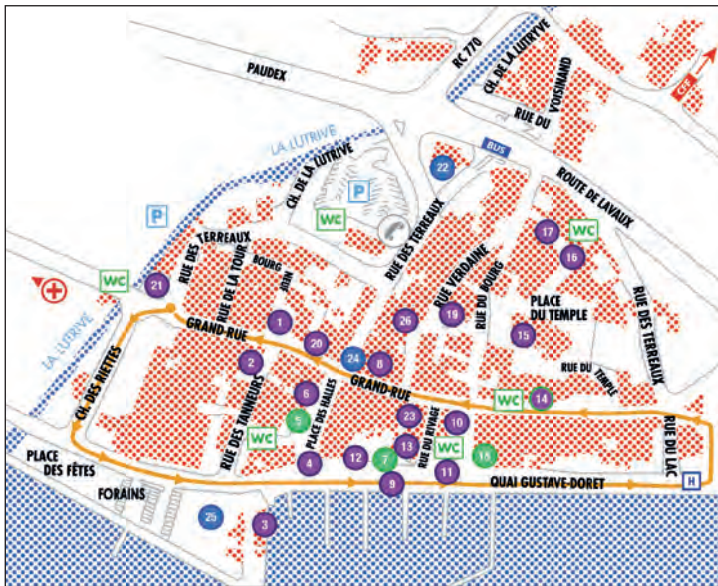 RC 770
CH. DE LA LUTRYVE
PAUDEX
VOISINAND
RUE DU
CFF
BUS
LA LUTRIVE
CH. DE LA LUTRIVE
P
22
ROUTE DE LAVAUX
P
WC
17
WC
16
RUE DES TERREAUX
RUE DES TERREAUX
RUE DE LA TOUR
BOURG
RUE VERDAINE
RUE DU BOURG
WC
21
1
26
19
PLACE
DU TEMPLE
15
RUE DES TERREAUX
GRAND-RUE
20
24
8
LA LUTRIVE
CH. DES RIETTES
2
GRAND-RUE
RUE DU TEMPLE
6
WC
14
RUE DES TANNEURS
5
PLACE DES HALLES
23
10
WC
13
RUE DU RIVAGE
WC
RUE DU LAC
PLACE
DES FÊTES
4
12
7
11
18
H
FORAINS
9
QUAI GUSTAVE-DORET
25
3